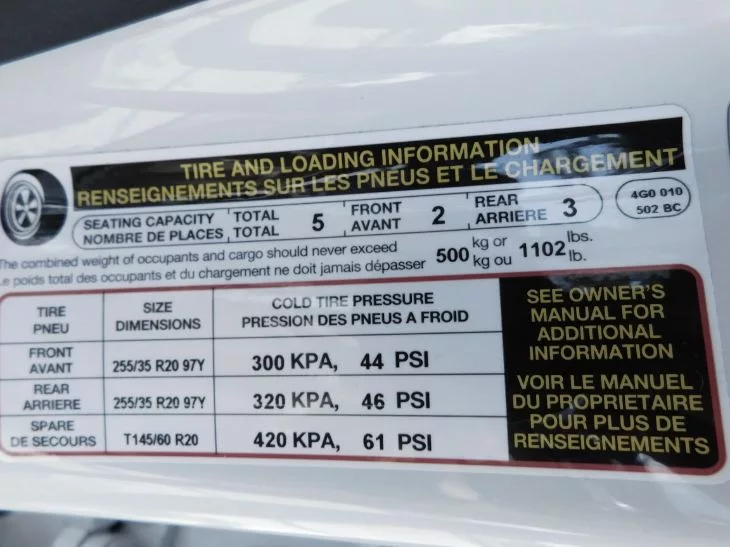 TIRE AND LOADING INFORMATION
RENSEIGNEMENTS SUR LES PNEUS ET LE CHARGEMENT
SEATING CAPACITY TOTAL 5 FRONT 2 REAR 3
NOMBRE DE PLACES TOTAL AVANT ARRIERE
4G0 010
502 BC
The combined weight of occupants and cargo should never exceed 500 kg or 1102 lbs.
Le poids total des occupants et du chargement ne doit jamais dépasser kg ou lb.
TIRE SIZE COLD TIRE PRESSURE
PNEU DIMENSIONS PRESSION DES PNEUS A FROID
FRONT
AVANT 255/35 R20 97Y 300 KPA, 44 PSI
REAR
ARRIERE 255/35 R20 97Y 320 KPA, 46 PSI
SPARE
DE SECOURS T145/60 R20 420 KPA, 61 PSI
SEE OWNER'S
MANUAL FOR
ADDITIONAL
INFORMATION
VOIR LE MANUEL
DU PROPRIETAIRE
POUR PLUS DE
RENSEIGNEMENTS